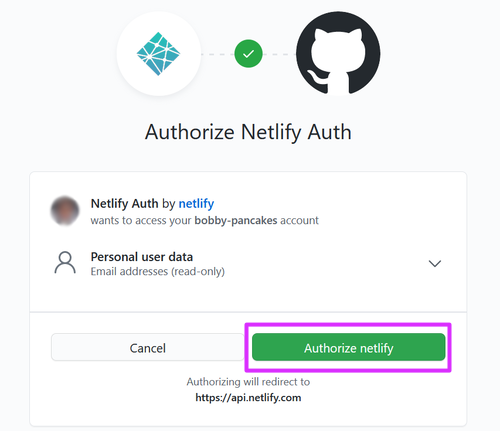 Authorize Netlify Auth
Netlify Auth by netlify
wants to access your bobby-pancakes account
Personal user data
Email addresses (read-only)
Cancel
Authorize netlify
Authorizing will redirect to
https://api.netlify.com